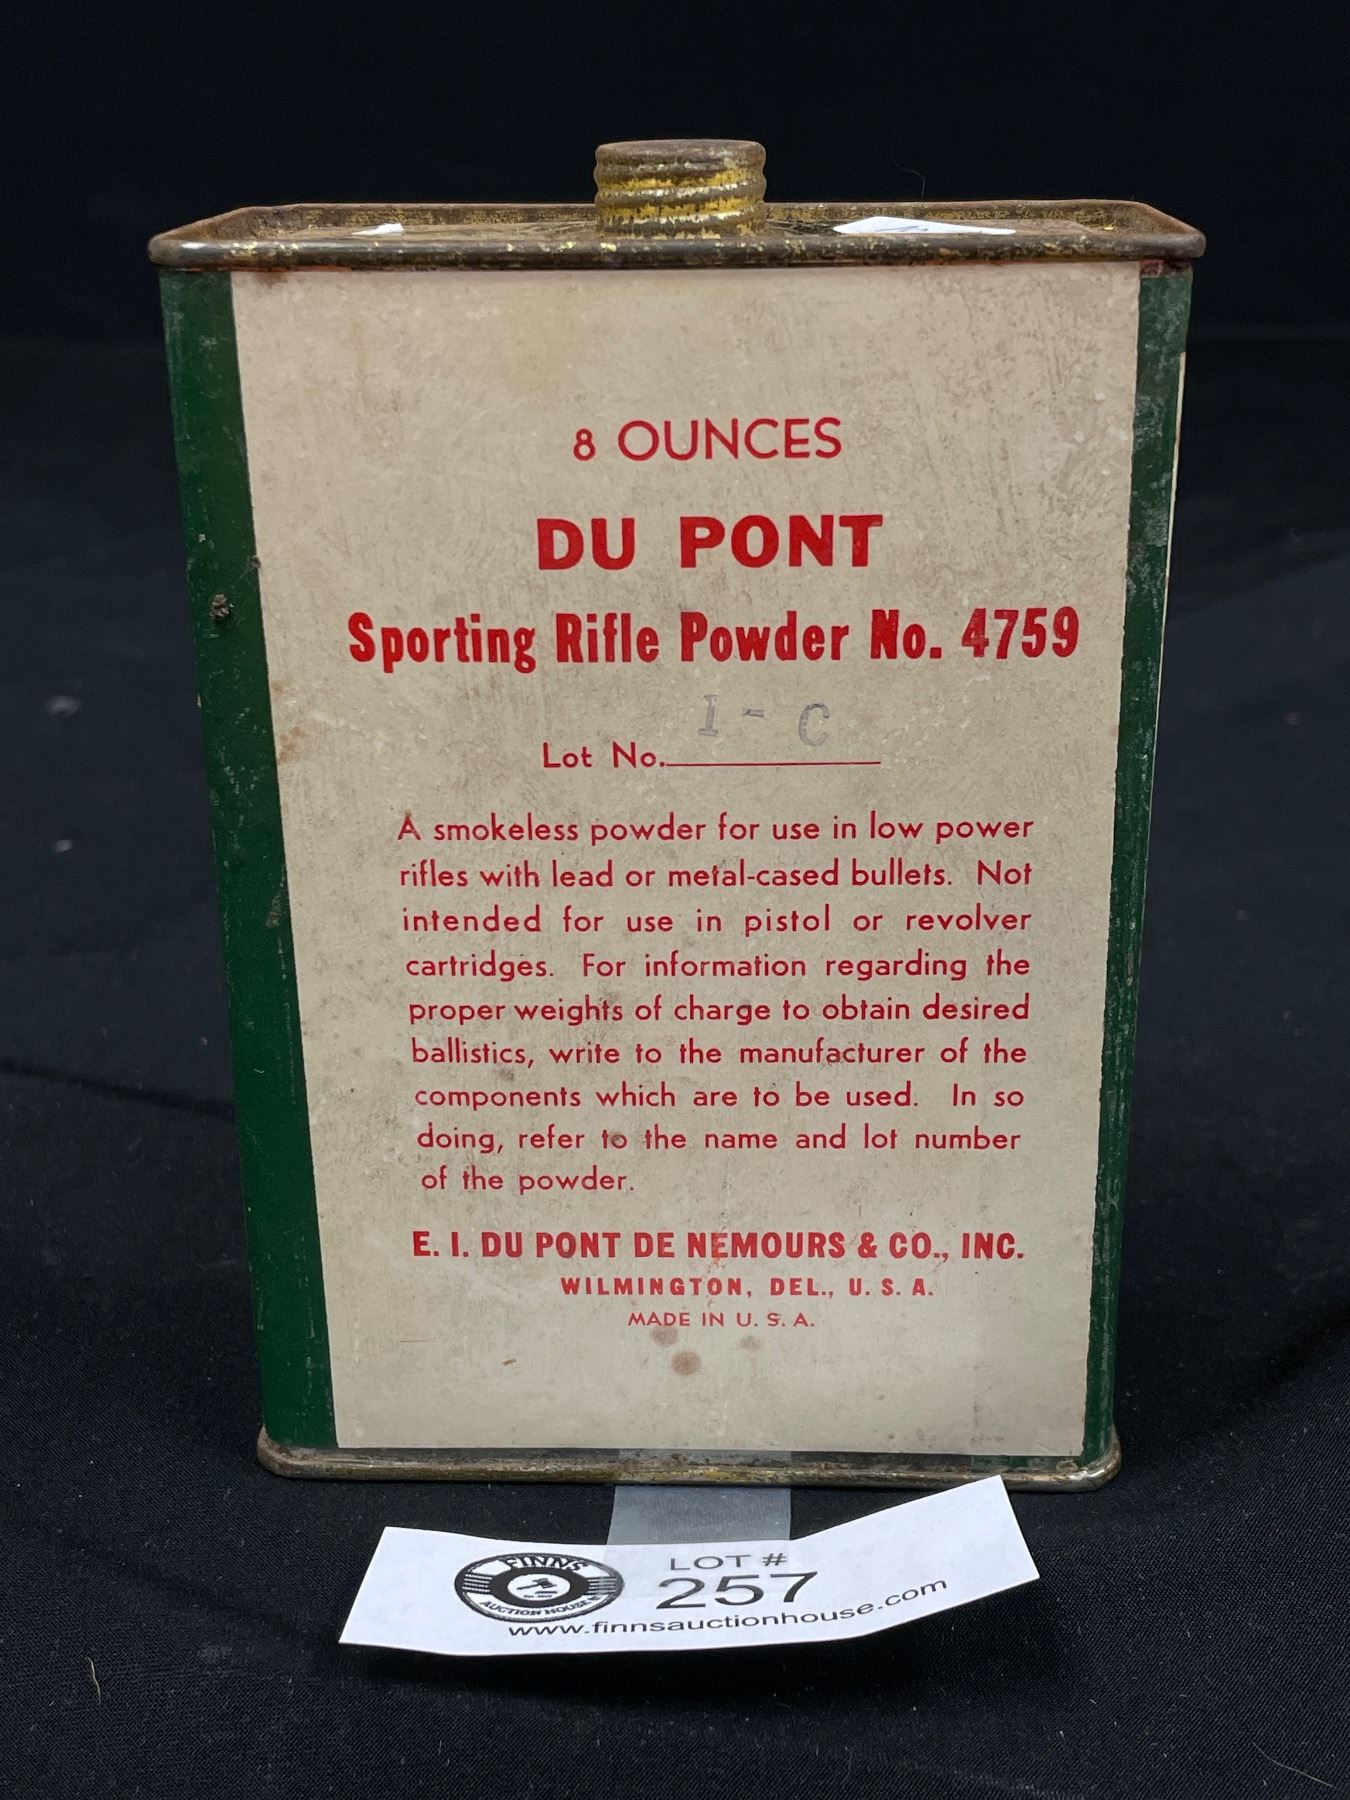 8 OUNCES
DU PONT
Sporting Rifle Powder No. 4759
1 - C
Lot No.
A smokeless powder for use in low power
rifles with lead or metal-cased bullets. Not
intended for use in pistol or revolver
cartridges. For information regarding the
proper weights of charge to obtain desired
ballistics, write to the manufacturer of the
components which are to be used. In so
doing, refer to the name and lot number
of the powder.
E. I. DU PONT DE NEMOURS & CO., INC.
WILMINGTON, DEL., U. S. A.
MADE IN U. S. A.
FINNS
AUCTION HOUSE
LOT #
257
www.finnsauctionhouse.com